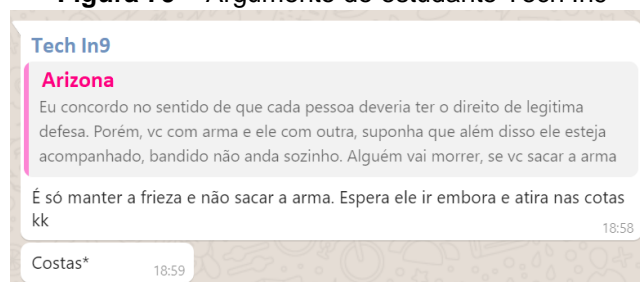 Tech In9
Arizona
Eu concordo no sentido de que cada pessoa deveria ter o direito de legitima
defesa. Porém, vc com arma e ele com outra, suponha que além disso ele esteja
acompanhado, bandido não anda sozinho. Alguém vai morrer, se vc sacar a arma
É só manter a frieza e não sacar a arma. Espera ele ir embora e atira nas cotas
kk
18:58
Costas*
18:59